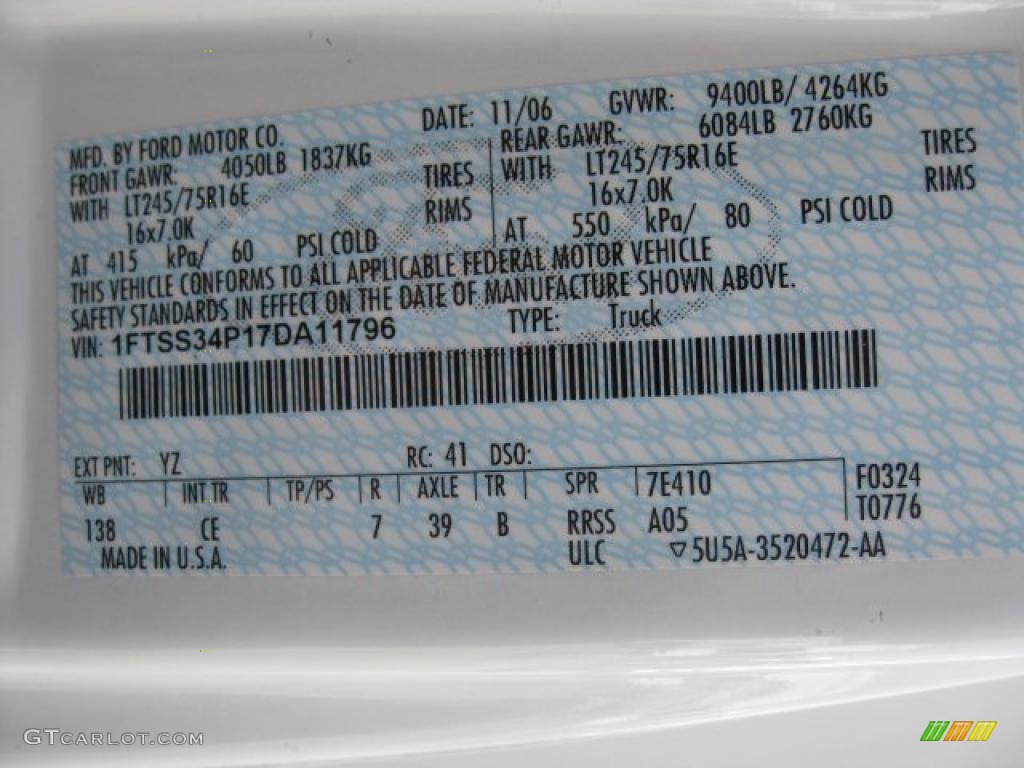 MFD. BY FORD MOTOR CO. DATE: 11/06 GVWR: 9400LB/ 4264KG
FRONT GAWR: 4050LB 1837KG REAR GAWR: 6084LB 2760KG
WITH LT245/75R16E TIRES WITH LT245/75R16E TIRES
16x7.0K RIMS 16x7.0K RIMS
AT 415 kPa/ 60 PSI COLD AT 550 kPa/ 80 PSI COLD
THIS VEHICLE CONFORMS TO ALL APPLICABLE FEDERAL MOTOR VEHICLE
SAFETY STANDARDS IN EFFECT ON THE DATE OF MANUFACTURE SHOWN ABOVE.
VIN: 1FTSS34P17DA11796 TYPE: Truck
EXT PNT: YZ RC: 41 DSO:
WB INT TR TP/PS R AXLE TR SPR 7E410 F0324
138 CE 7 39 B RRSS A05 T0776
MADE IN U.S.A. ULC ▽5U5A-3520472-AA
GTCARLOT.COM